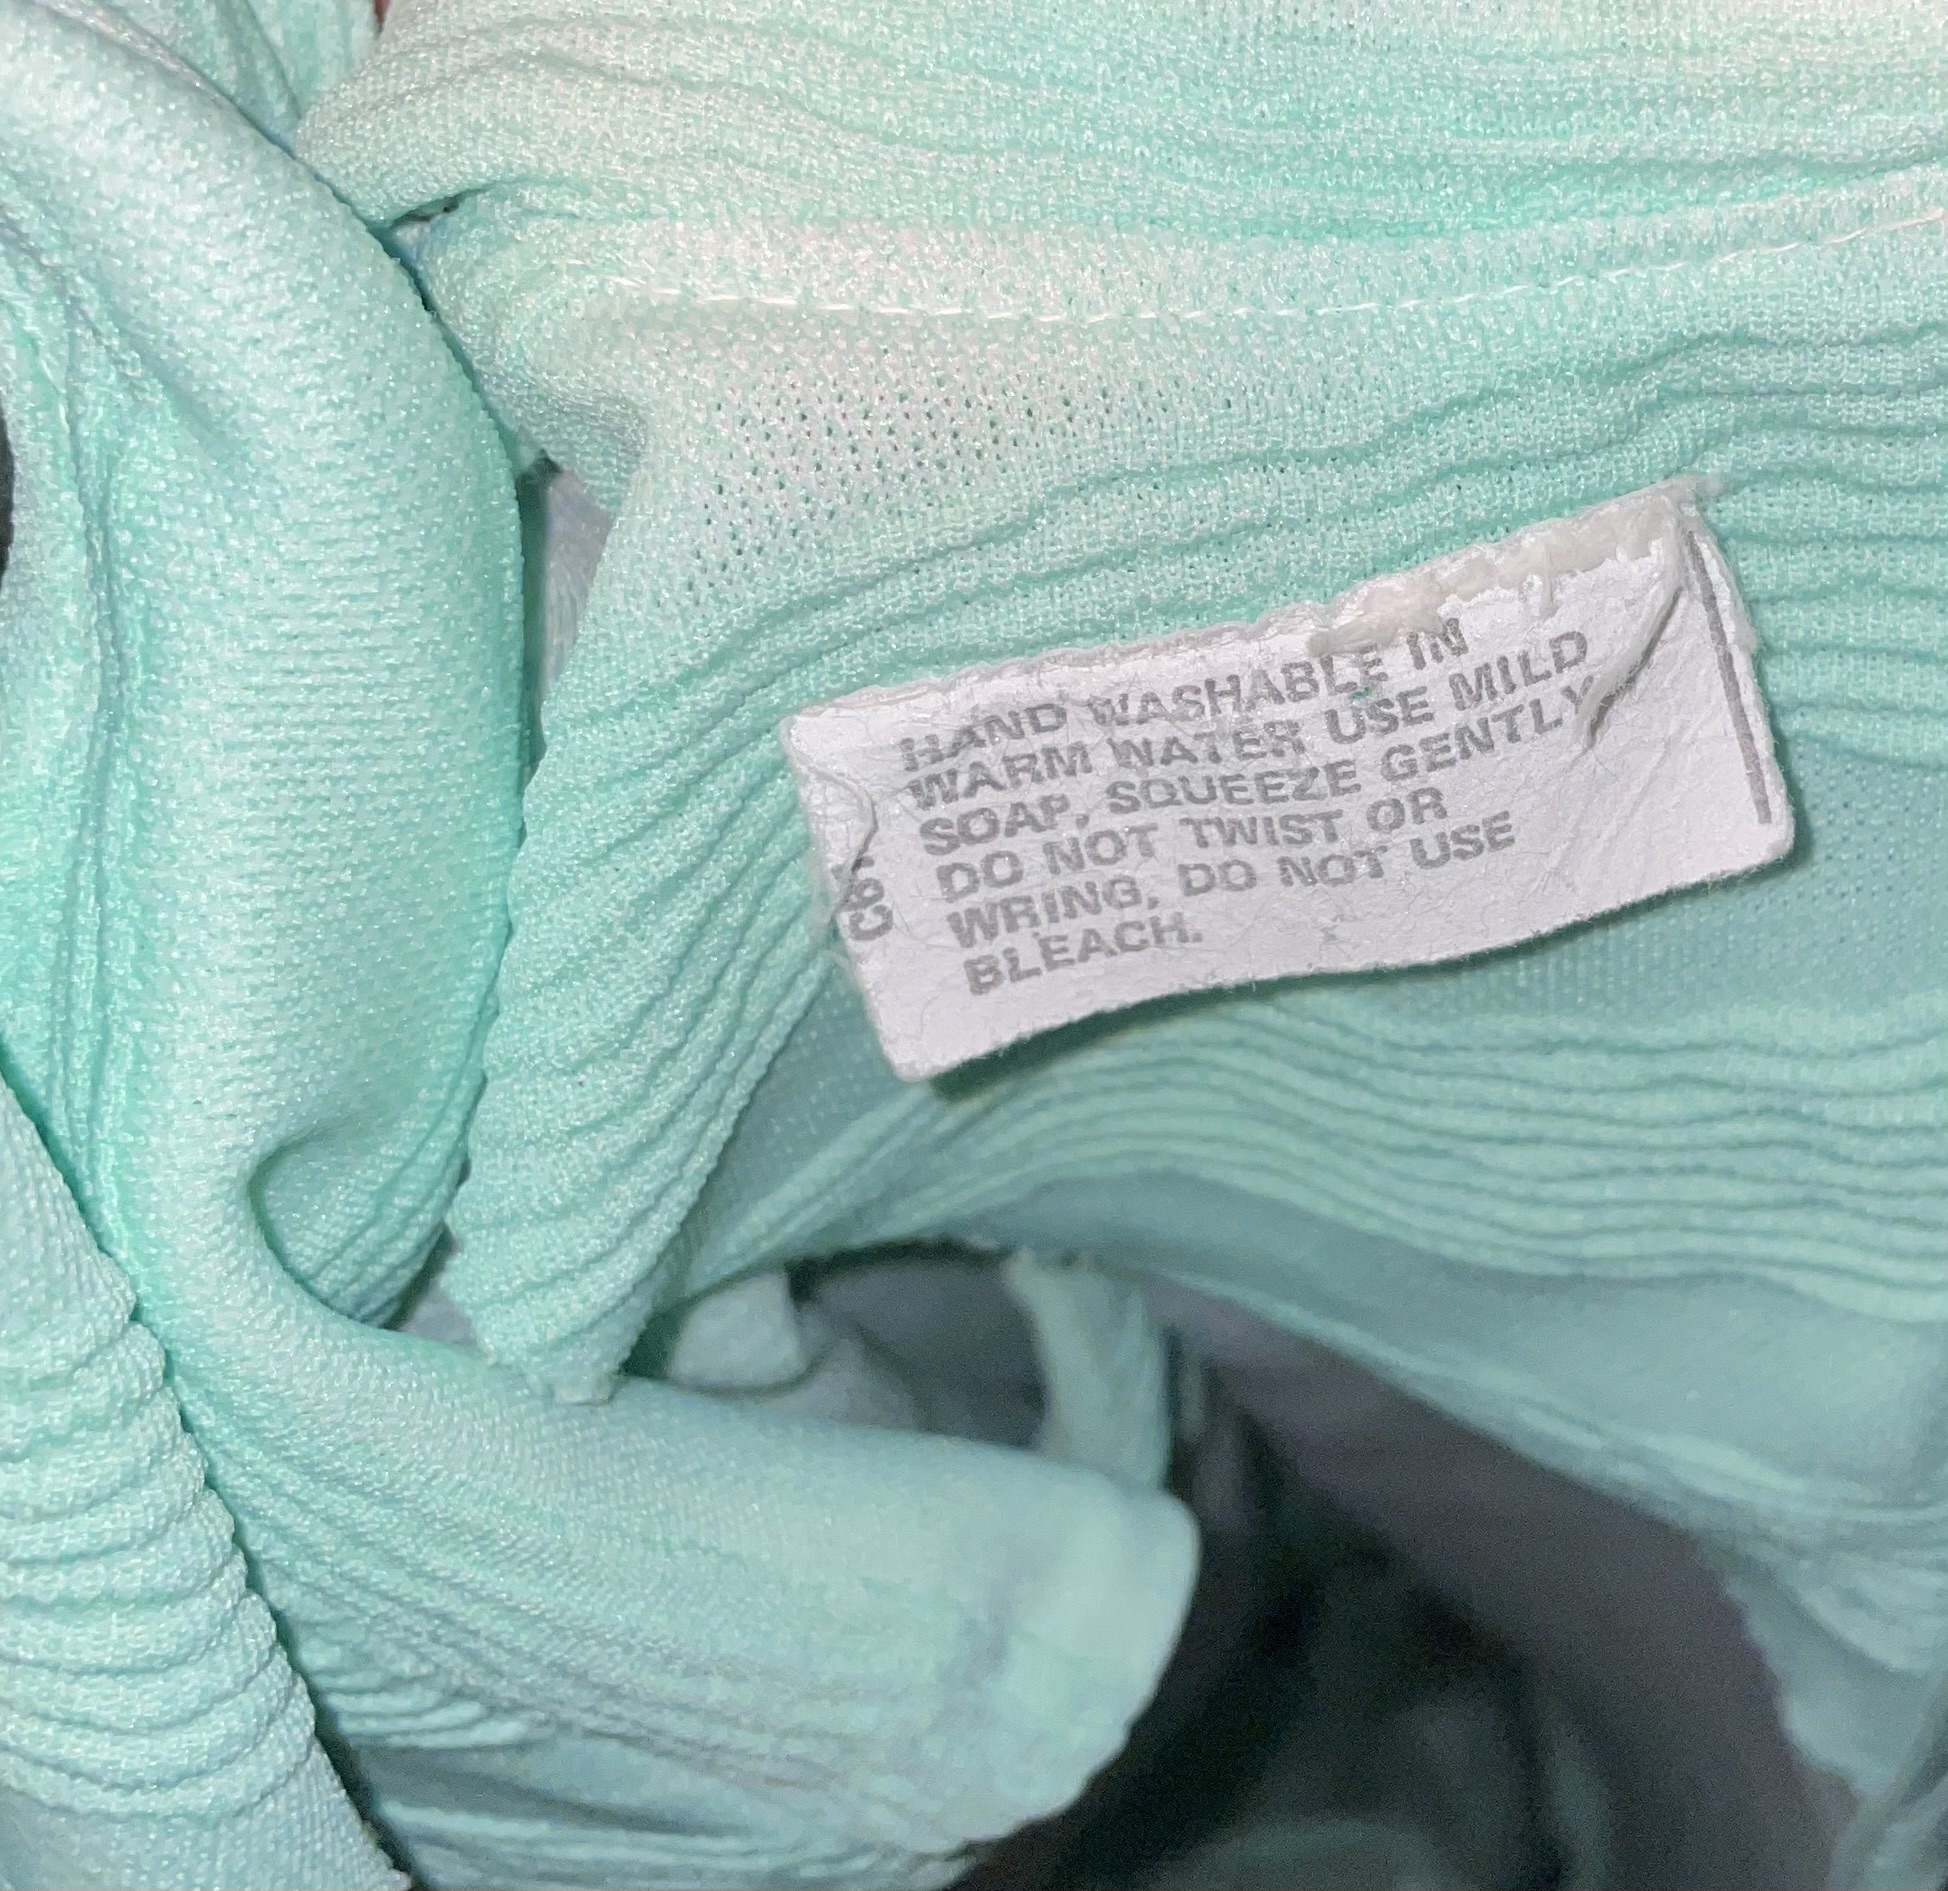 HAND WASHABLE IN
WARM WATER USE MILD
SOAP, SQUEEZE GENTLY
DO NOT TWIST OR
WRING, DO NOT USE
BLEACH.